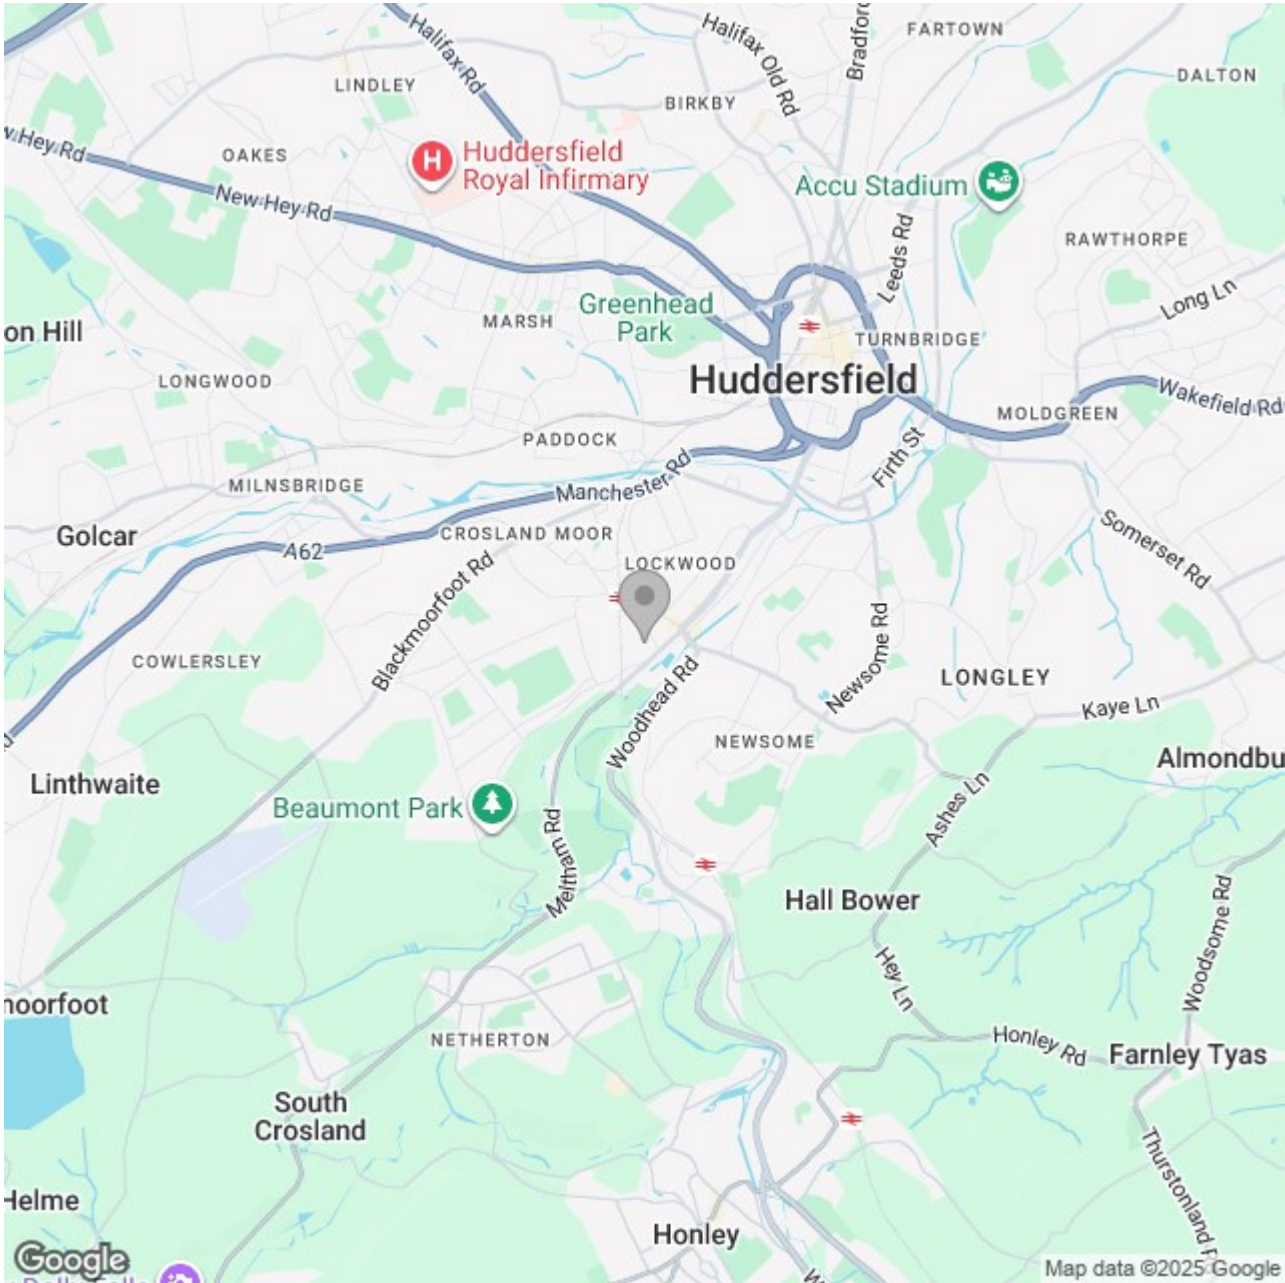 Halifax Rd
Halifax Old Rd
Bradford
FARTOWN
LINDLEY
DALTON
BIRKBY
w Hey Rd
OAKES
Huddersfield
Royal Infirmary
Accu Stadium
New Hey Rd
Leeds Rd
RAWTHORPE
Long Ln
Greenhead
Park
MARSH
on Hill
TURNBRIDGE
LONGWOOD
Huddersfield
Wakefield Rd
MOLDGREEN
PADDOCK
Firth St
MILNSBRIDGE
Manchester Rd
Golcar
CROSLAND MOOR
A62
Somerset Rd
LOCKWOOD
Blackmoorfoot Rd
Newsome Rd
COWLERSLEY
LONGLEY
Woodhead Rd
Kaye Ln
NEWSOME
Almondbu
Linthwaite
Beaumont Park
Ashes Ln
Meltham Rd
Hall Bower
Woodsome Rd
Hey Ln
noorfoot
NETHERTON
Honley Rd
Farnley Tyas
South
Crosland
Thurstonland R
Helme
Honley
Google
Map data ©2025 Google